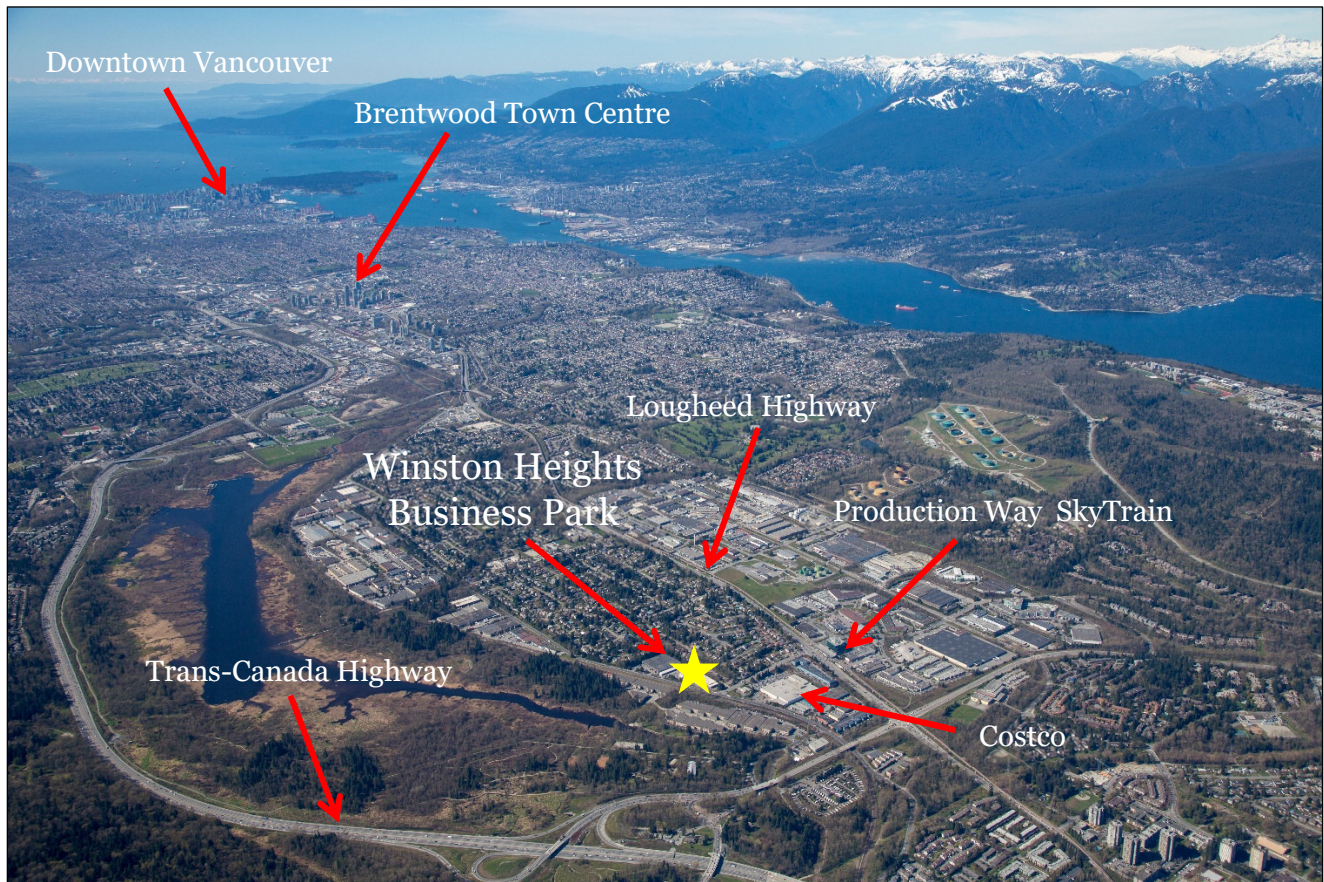 Downtown Vancouver
Brentwood Town Centre
Lougheed Highway
Winston Heights
Business Park
Production Way SkyTrain
Trans-Canada Highway
Costco